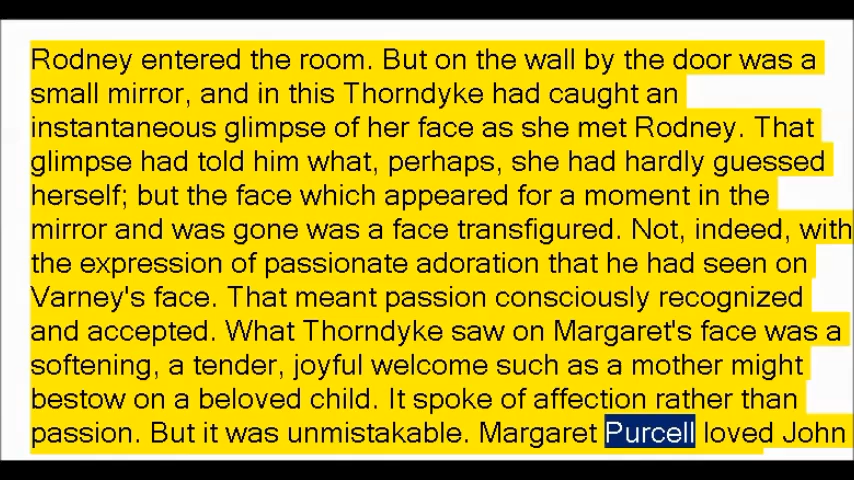 Rodney entered the room. But on the wall by the door was a
small mirror, and in this Thorndyke had caught an
instantaneous glimpse of her face as she met Rodney. That
glimpse had told him what, perhaps, she had hardly guessed
herself; but the face which appeared for a moment in the
mirror and was gone was a face transfigured. Not, indeed, with
the expression of passionate adoration that he had seen on
Varney's face. That meant passion consciously recognized
and accepted. What Thorndyke saw on Margaret's face was a
softening, a tender, joyful welcome such as a mother might
bestow on a beloved child. It spoke of affection rather than
passion. But it was unmistakable. Margaret Purcell loved John